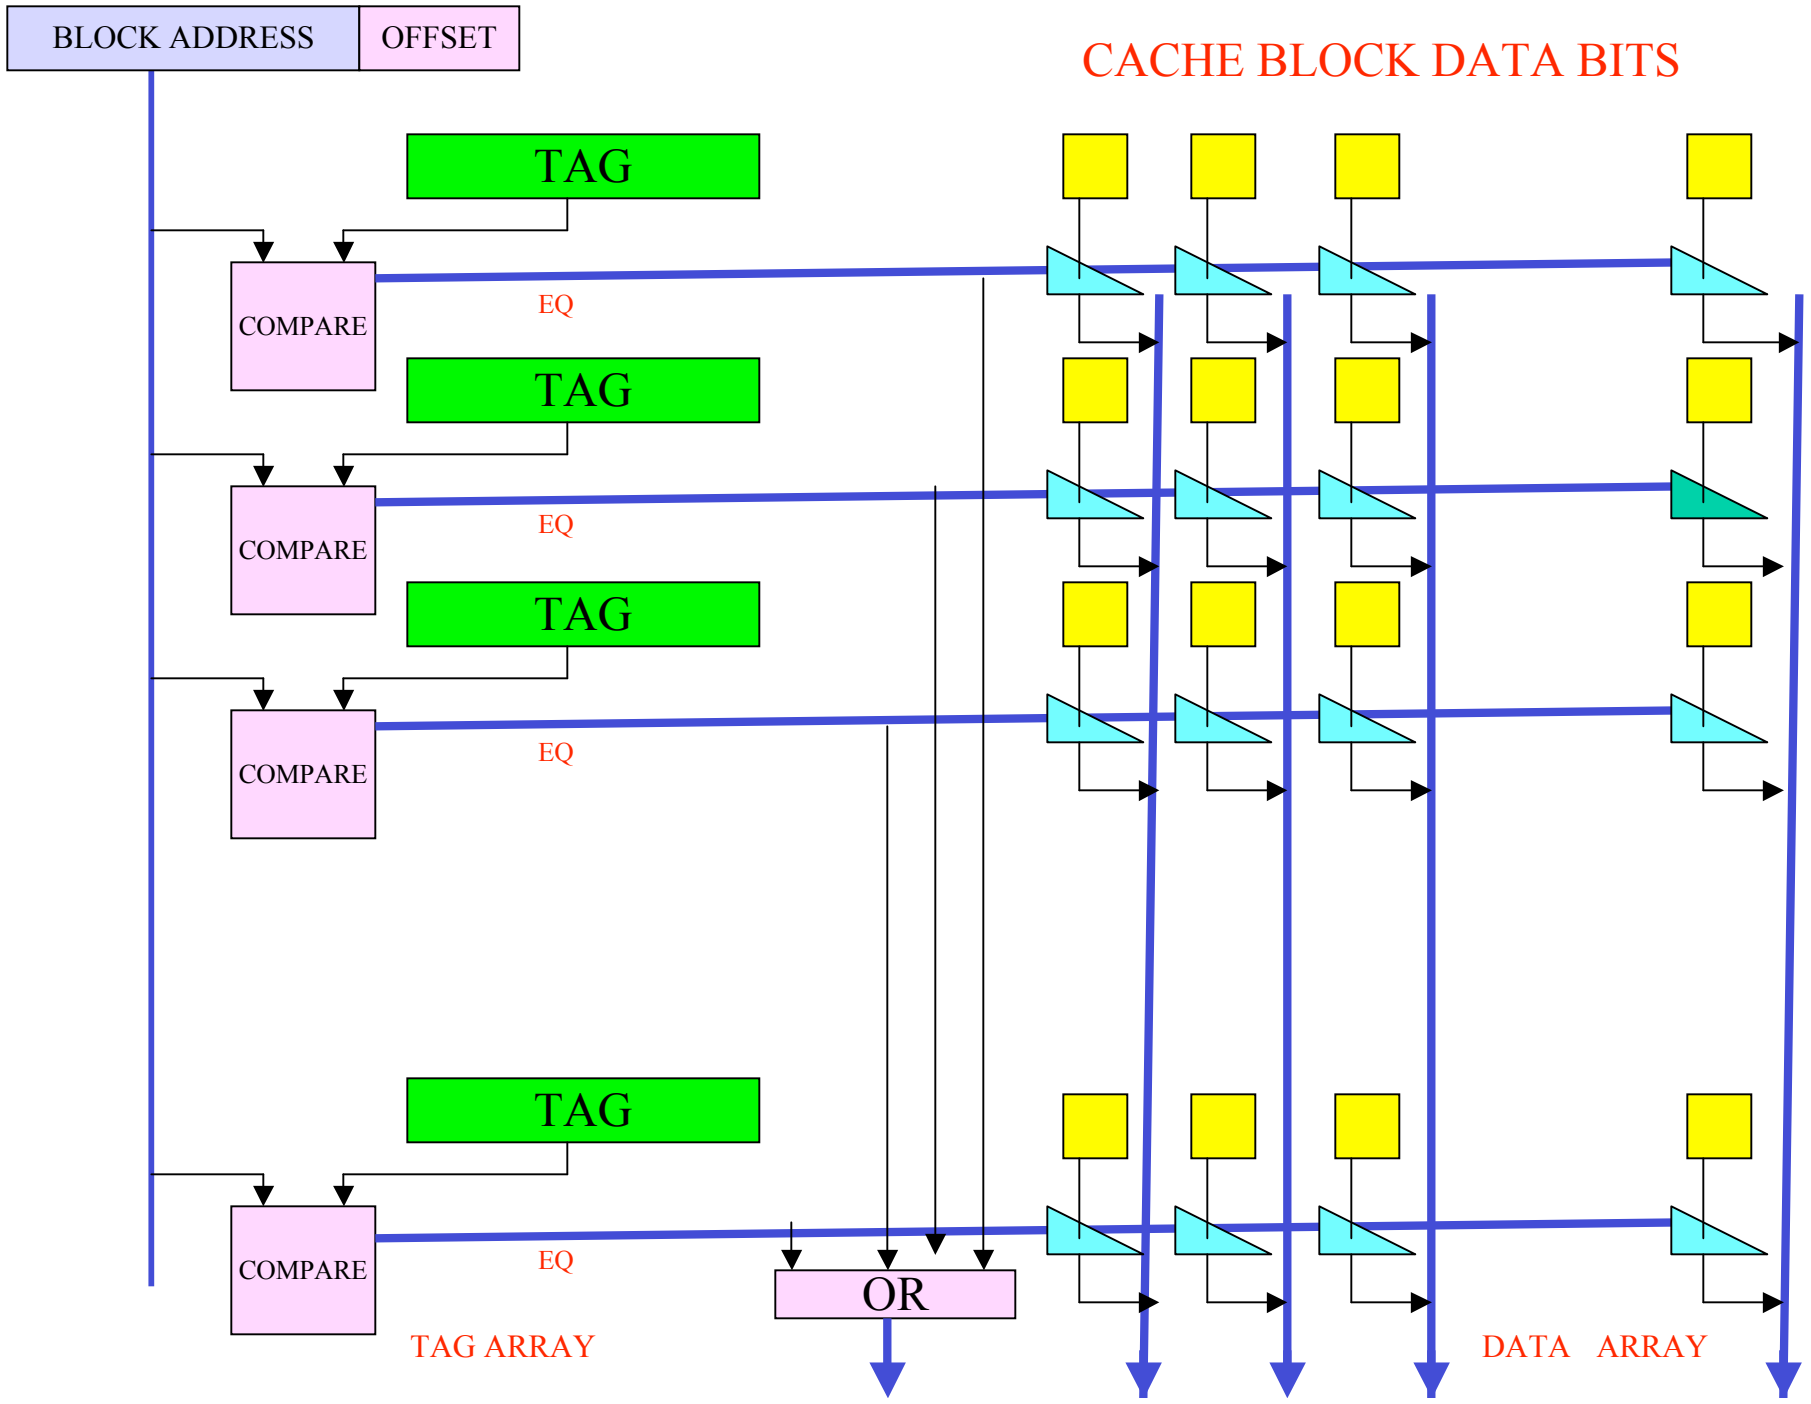 BLOCK ADDRESS OFFSET
CACHE BLOCK DATA BITS
TAG
EQ
COMPARE
TAG
EQ
COMPARE
TAG
EQ
COMPARE
TAG
EQ
COMPARE
OR
TAG ARRAY
DATA ARRAY